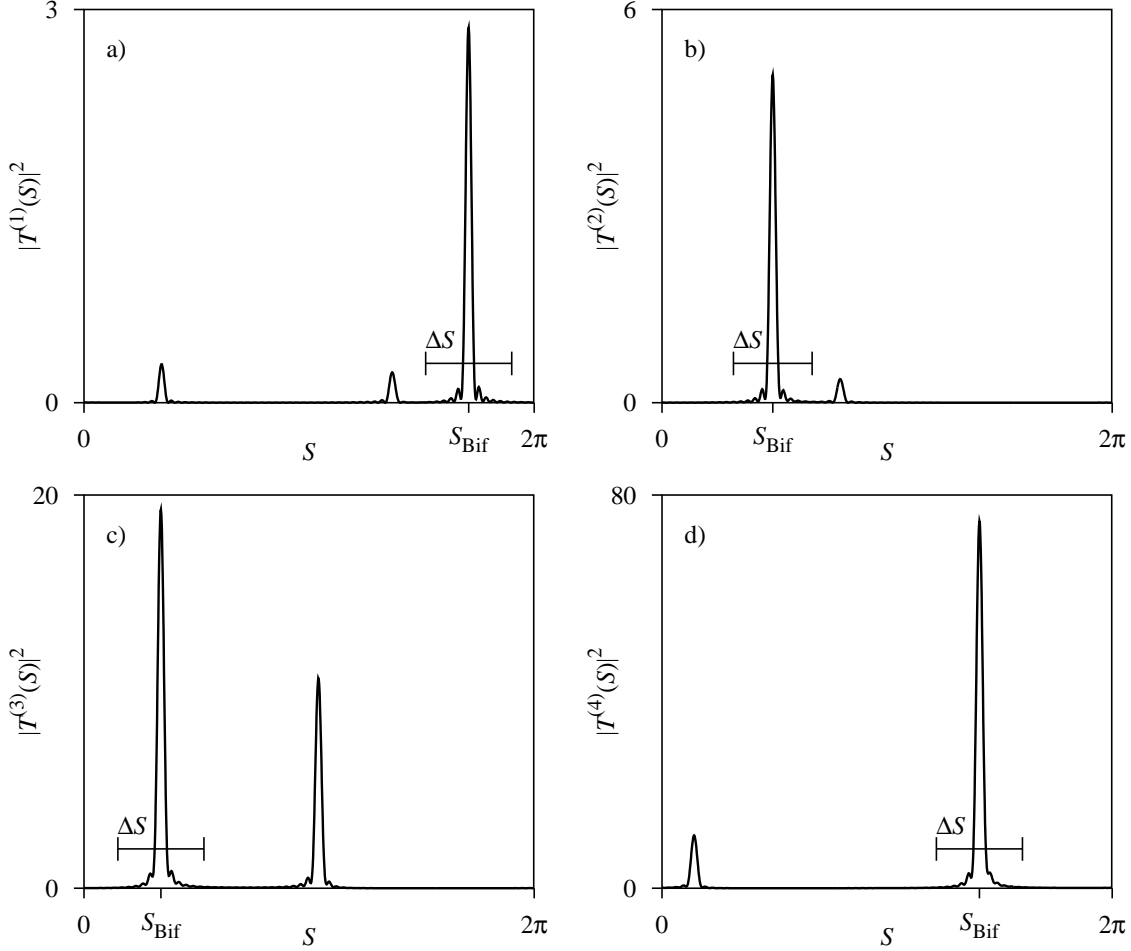 3
a)
|T^(1)(S)|^2
ΔS
0
0
S_Bif
2π
S
6
b)
|T^(2)(S)|^2
ΔS
0
0
S_Bif
2π
S
20
c)
|T^(3)(S)|^2
ΔS
0
0
S_Bif
2π
S
80
d)
|T^(4)(S)|^2
ΔS
0
0
S_Bif
2π
S